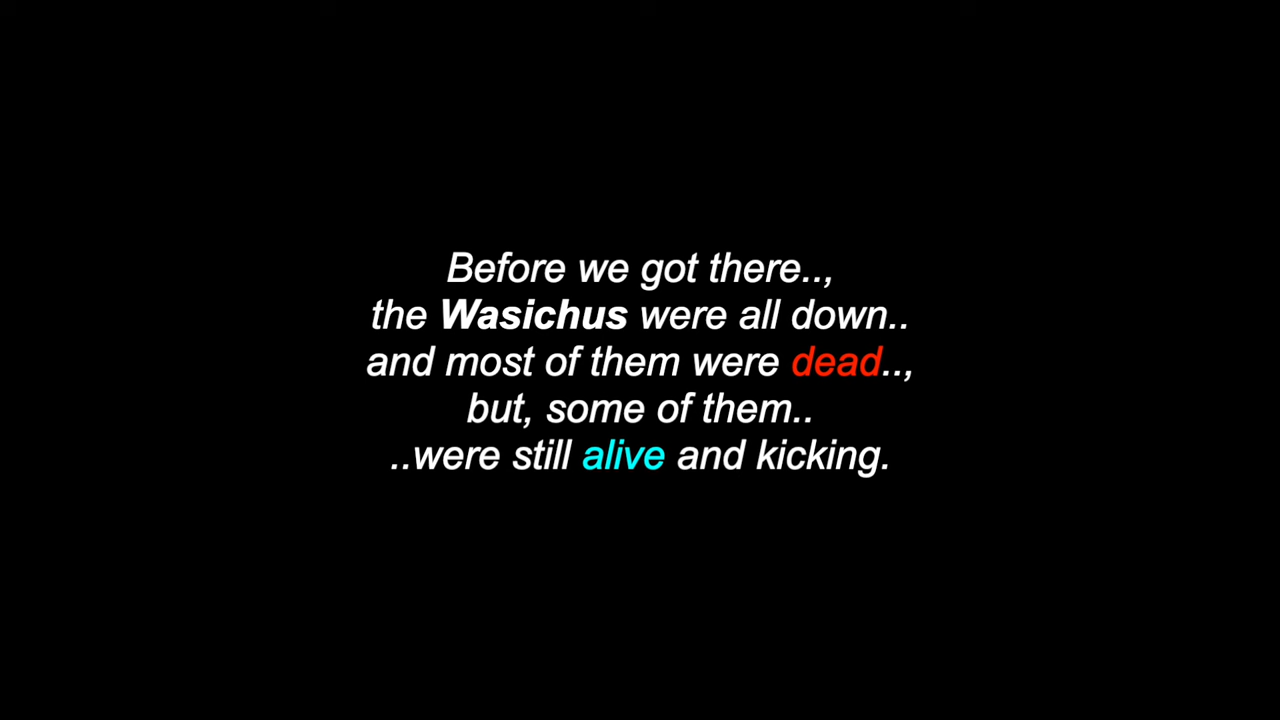 Before we got there..,
the Wasichus were all down..
and most of them were dead..,
but, some of them..
..were still alive and kicking.